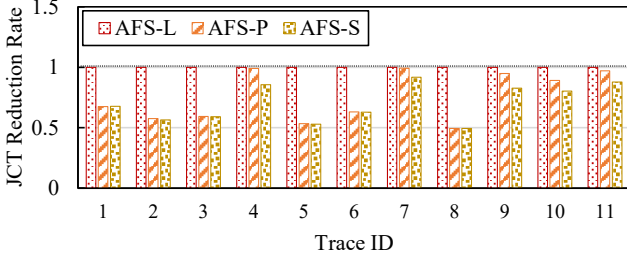 1.5
AFS-L AFS-P AFS-S
1
0.5
0
JCT Reduction Rate
1 2 3 4 5 6 7 8 9 10 11
Trace ID